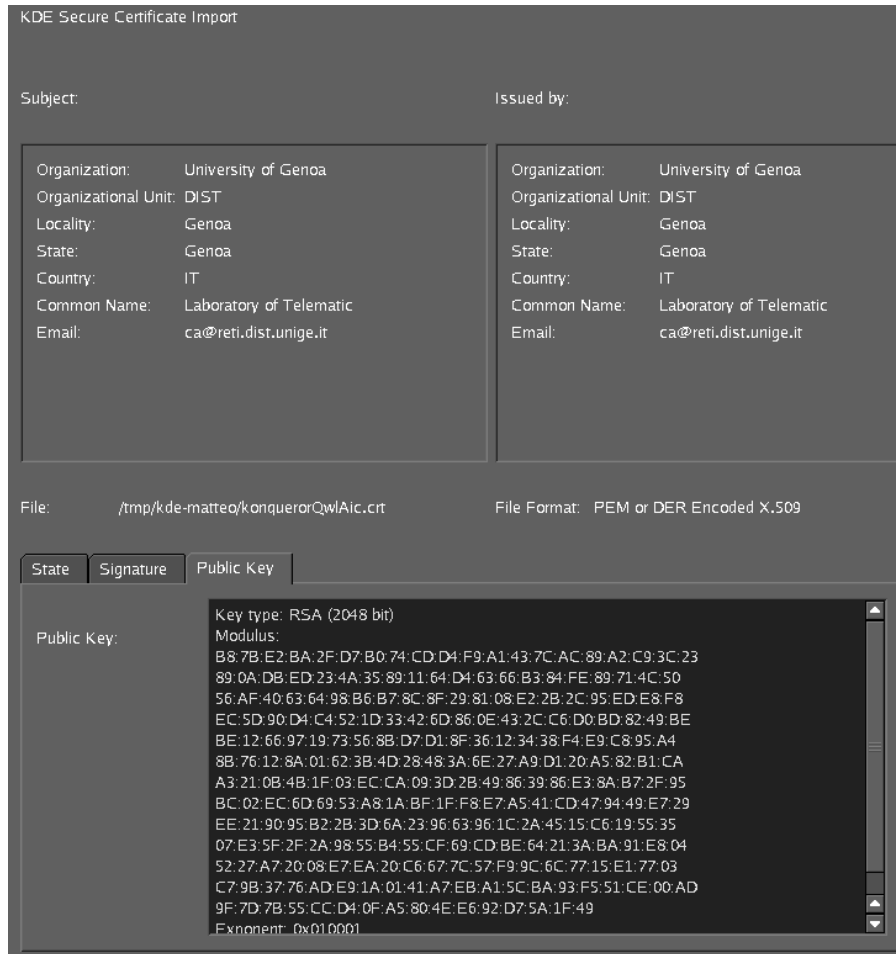 KDE Secure Certificate Import
Subject:
Issued by:
Organization: University of Genoa
Organizational Unit: DIST
Locality: Genoa
State: Genoa
Country: IT
Common Name: Laboratory of Telematic
Email: ca@reti.dist.unige.it
Organization: University of Genoa
Organizational Unit: DIST
Locality: Genoa
State: Genoa
Country: IT
Common Name: Laboratory of Telematic
Email: ca@reti.dist.unige.it
File: /tmp/kde-matteo/konquerorQwlAic.crt
File Format: PEM or DER Encoded X.509
State Signature Public Key
Public Key:
Key type: RSA (2048 bit)
Modulus:
B8:7B:E2:BA:2F:D7:B0:74:CD:D4:F9:A1:43:7C:AC:89:A2:C9:3C:23
89:0A:DB:ED:23:4A:35:89:11:64:D4:63:66:B3:84:FE:89:71:4C:50
56:AF:40:63:64:98:B6:B7:8C:8F:29:81:08:E2:2B:2C:95:ED:E8:F8
EC:5D:90:D4:C4:52:1D:33:42:6D:86:0E:43:2C:C6:D0:BD:82:49:BE
BE:12:66:97:19:73:56:8B:D7:D1:8F:36:12:34:38:F4:E9:C8:95:A4
8B:76:12:8A:01:62:3B:4D:28:48:3A:6E:27:A9:D1:20:A5:82:B1:CA
A3:21:0B:4B:1F:03:EC:CA:09:3D:2B:49:86:39:86:E3:8A:B7:2F:95
BC:02:EC:6D:69:53:A8:1A:BF:1F:F8:E7:A5:41:CD:47:94:49:E7:29
EE:21:90:95:B2:2B:3D:6A:23:96:63:96:1C:2A:45:15:C6:19:55:35
07:E3:5F:2F:2A:98:55:B4:55:CF:69:CD:BE:64:21:3A:BA:91:E8:04
52:27:A7:20:08:E7:EA:20:C6:67:7C:57:F9:9C:6C:77:15:E1:77:03
C7:9B:37:76:AD:E9:1A:01:41:A7:EB:A1:5C:BA:93:F5:51:CE:00:AD
9F:7D:7B:55:CC:D4:0F:A5:80:4E:E6:92:D7:5A:1F:49
Exponent: 0x010001